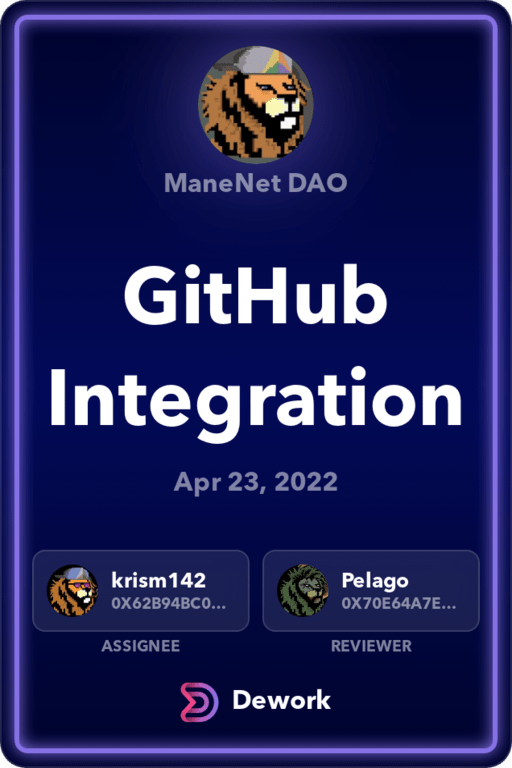 ManeNet DAO
GitHub
Integration
Apr 23, 2022
krism142
0X62B94BC0...
ASSIGNEE
Pelago
0X70E64A7E...
REVIEWER
Dework